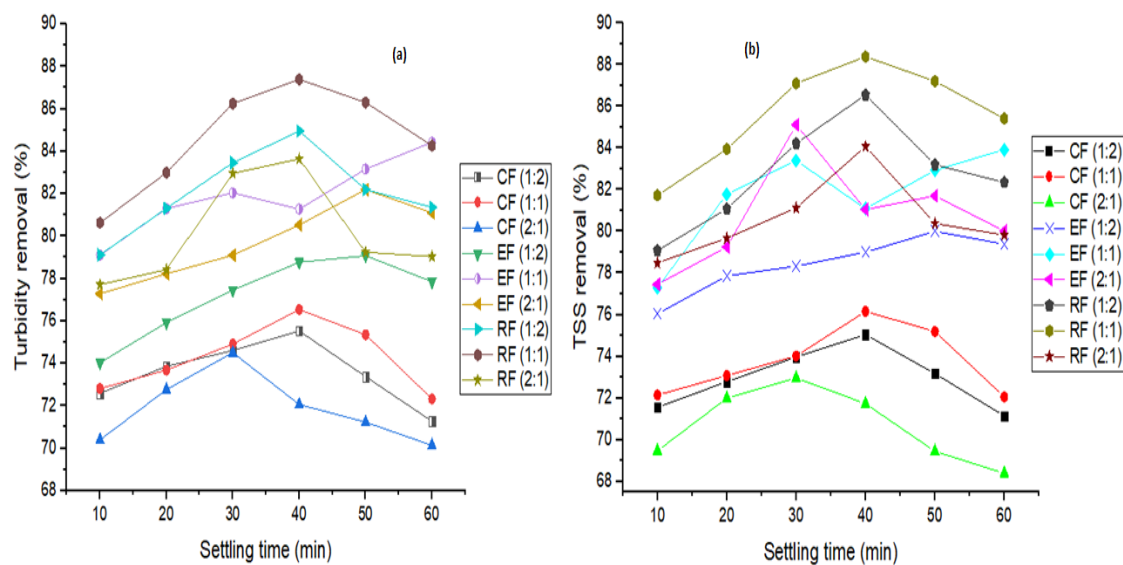 (a)
Turbidity removal (%)
90
88
86
84
82
80
78
76
74
72
70
68
10 20 30 40 50 60
Settling time (min)
CF (1:2)
CF (1:1)
CF (2:1)
EF (1:2)
EF (1:1)
EF (2:1)
RF (1:2)
RF (1:1)
RF (2:1)
(b)
TSS removal (%)
90
88
86
84
82
80
78
76
74
72
70
68
10 20 30 40 50 60
Settling time (min)
CF (1:2)
CF (1:1)
CF (2:1)
EF (1:2)
EF (1:1)
EF (2:1)
RF (1:2)
RF (1:1)
RF (2:1)